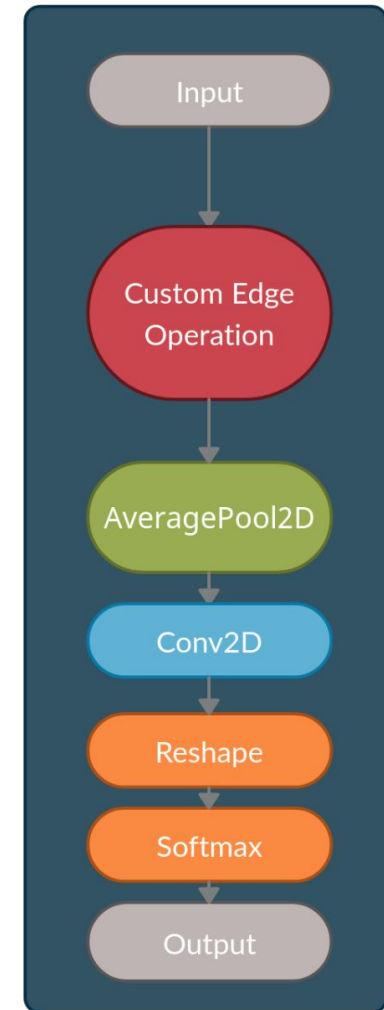 Input
Custom Edge
Operation
AveragePool2D
Conv2D
Reshape
Softmax
Output